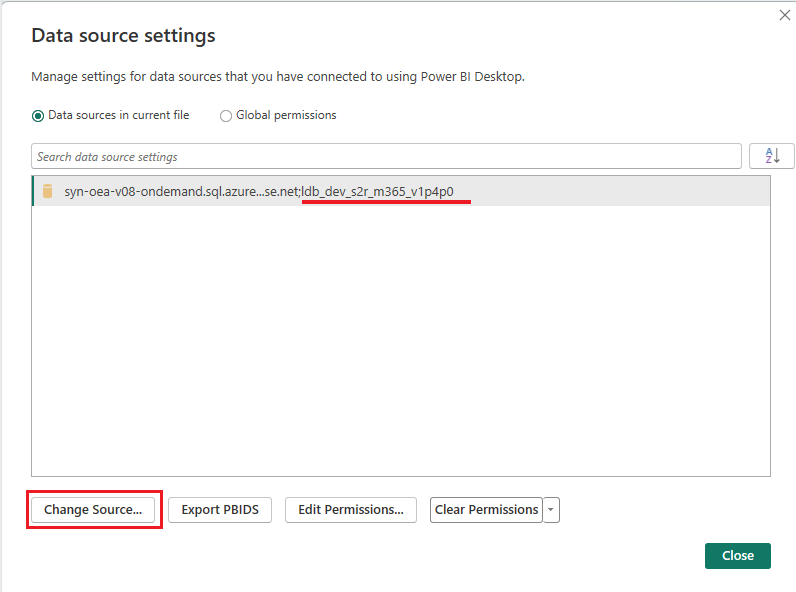 Data source settings
Manage settings for data sources that you have connected to using Power BI Desktop.
Data sources in current file Global permissions
Search data source settings
A
Z
syn-oea-v08-ondemand.sql.azure...se.net;ldb_dev_s2r_m365_v1p4p0
Change Source... Export PBIDS Edit Permissions... Clear Permissions
Close